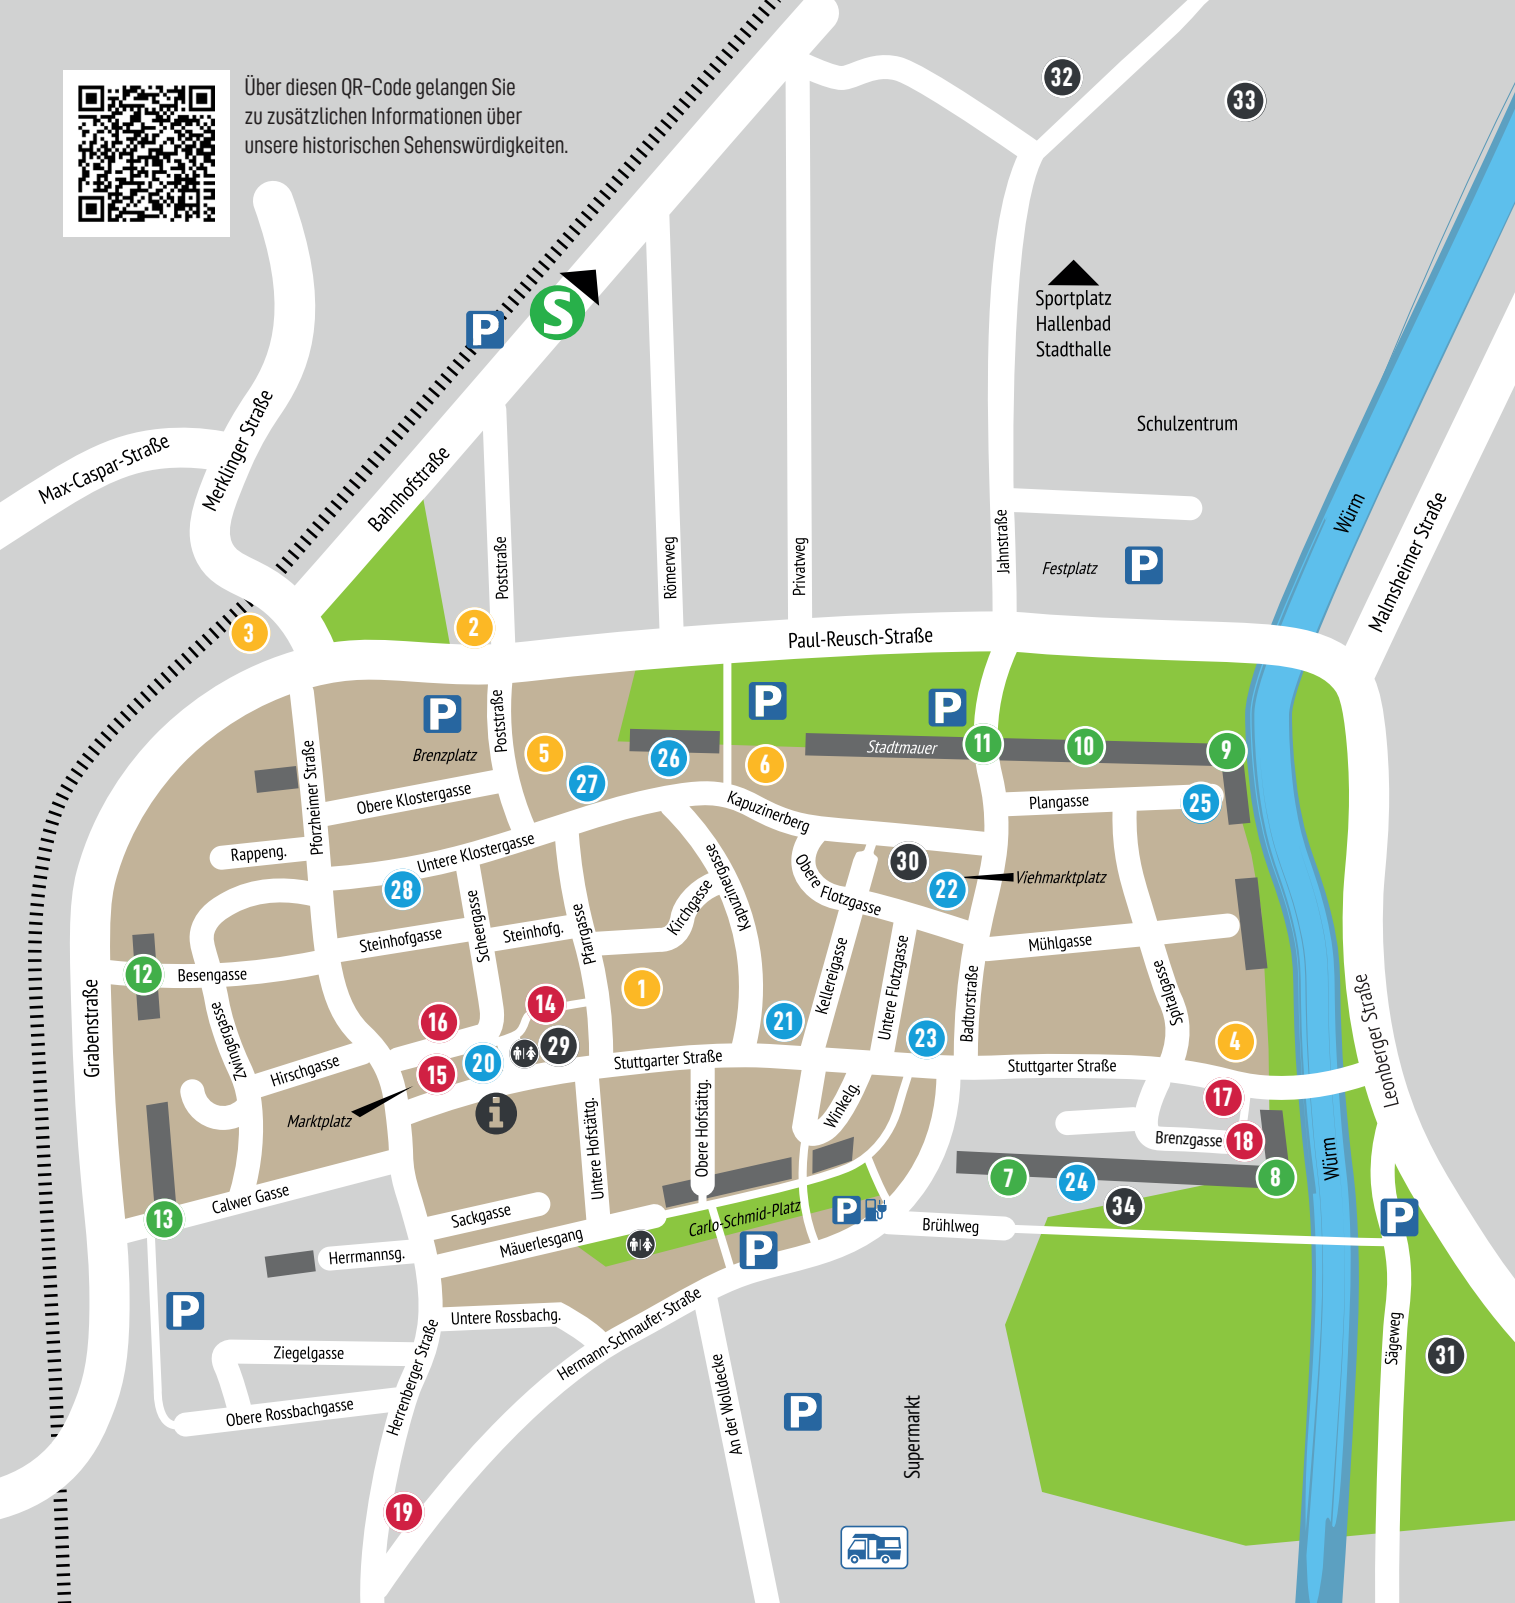 Über diesen QR-Code gelangen Sie
zu zusätzlichen Informationen über
unsere historischen Sehenswürdigkeiten.
32
33
S
P
Sportplatz
Hallenbad
Stadthalle
Schulzentrum
Max-Caspar-Straße
Merklinger Straße
Bahnhofstraße
Poststraße
Römerweg
Privatweg
Jahnstraße
Festplatz
P
Würm
Malmsheimer Straße
3
2
Paul-Reusch-Straße
P
Brenzplatz
Poststraße
5
27
26
P
6
P
Stadtmauer
11
10
9
Pforzheimer Straße
Obere Klostergasse
Kapuzinerberg
Plangasse
25
Rappeng.
Untere Klostergasse
28
Kapuzinergasse
Kirchgasse
Obere Flotzgasse
30
22
Viehmarktplatz
Steinhofgasse
Scheergasse
Steinhofg.
Pfarrgasse
Mühlgasse
12
Besengasse
1
Kellereigasse
Untere Flotzgasse
Badtorstraße
Spitalgasse
Grabenstraße
Zwingergasse
16
14
21
23
4
Leonberger Straße
Hirschgasse
15
20
29
Stuttgarter Straße
Stuttgarter Straße
Marktplatz
i
Untere Hofstättg.
Obere Hofstättg.
Winkelg.
17
Brenzgasse
18
Würm
7
24
34
8
13
Calwer Gasse
Sackgasse
Carlo-Schmid-Platz
P
Brühlweg
P
Herrmannsg.
Mäuerlesgang
P
P
Untere Rossbachg.
Hermann-Schnaufer-Straße
Ziegelgasse
Herrenberger Straße
Sägeweg
31
Obere Rossbachgasse
An der Walldecke
P
Supermarkt
19